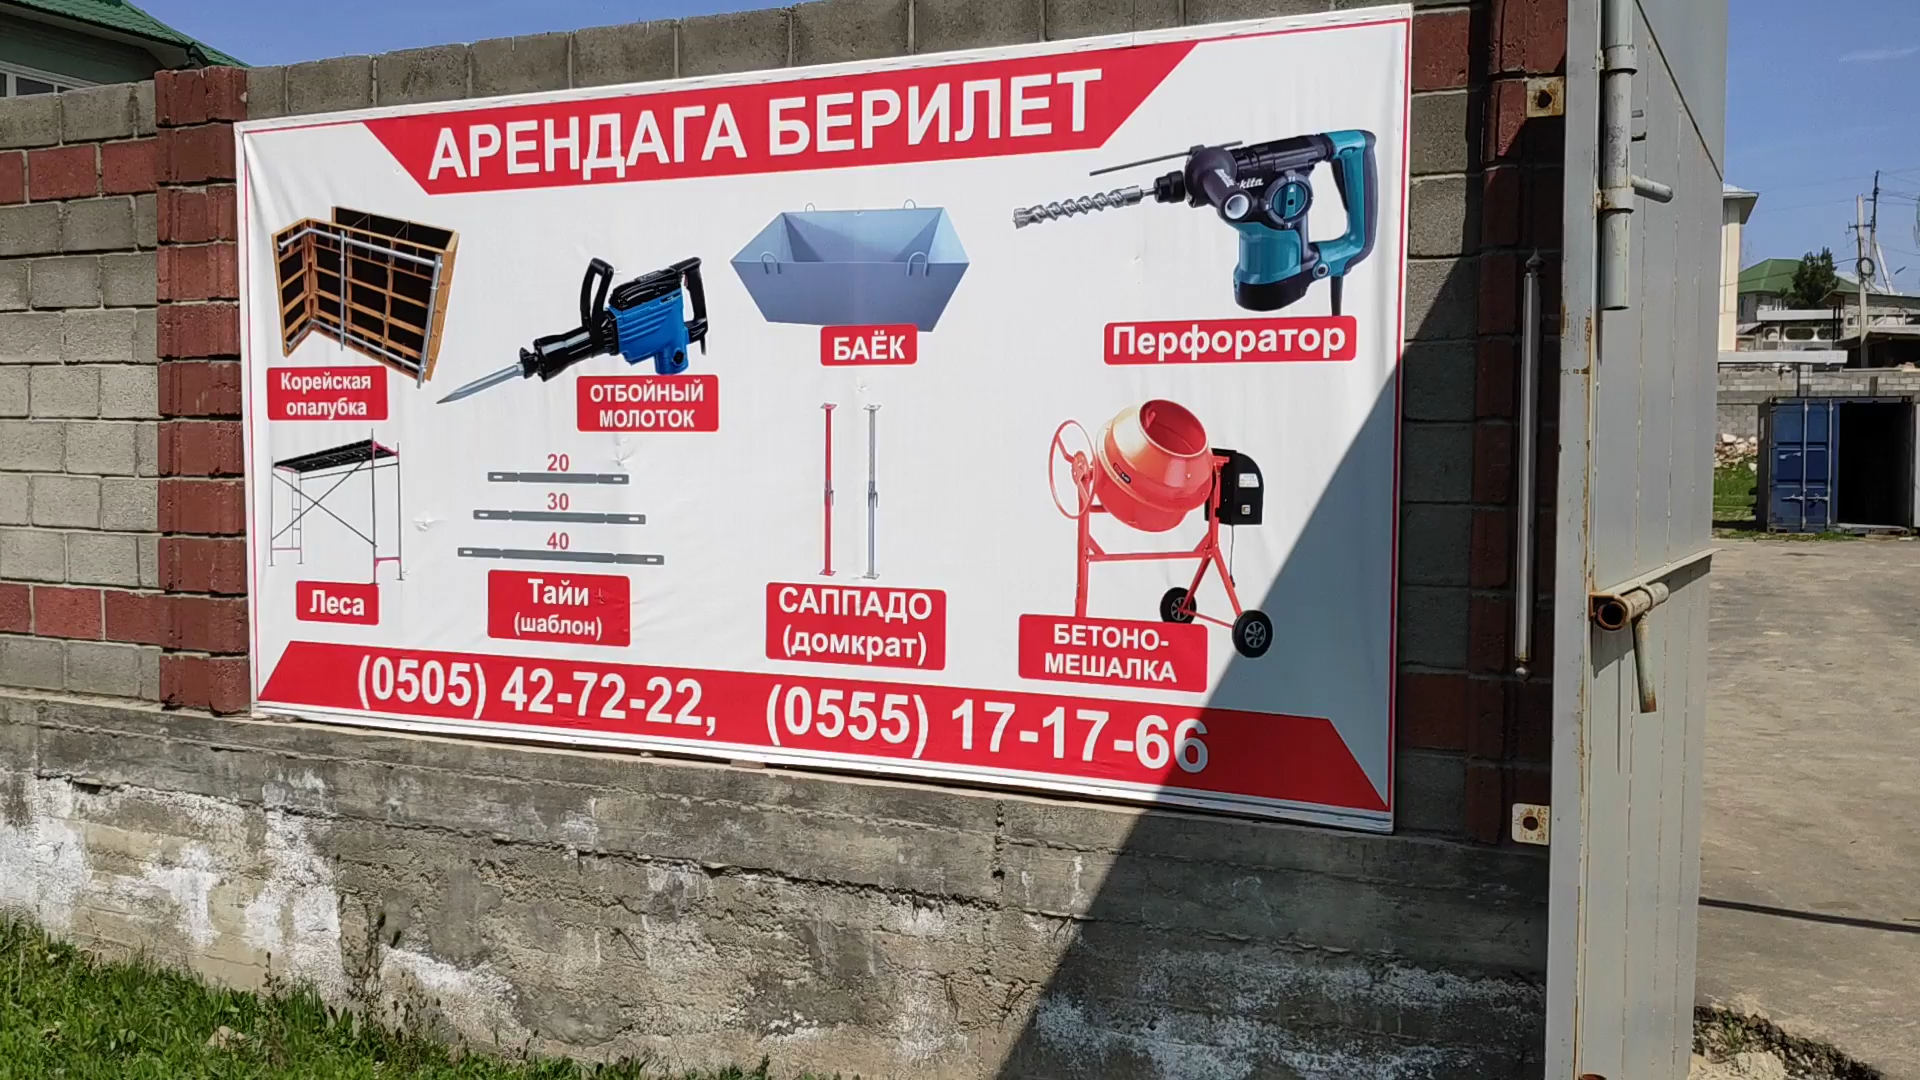 АРЕНДАГА БЕРИЛЕТ
Корейская
опалубка
ОТБОЙНЫЙ
МОЛОТОК
БАЁК
Перфоратор
Леса
20
30
40
Тайи
(шаблон)
САППАДО
(домкрат)
БЕТОНО-
МЕШАЛКА
(0505) 42-72-22, (0555) 17-17-66